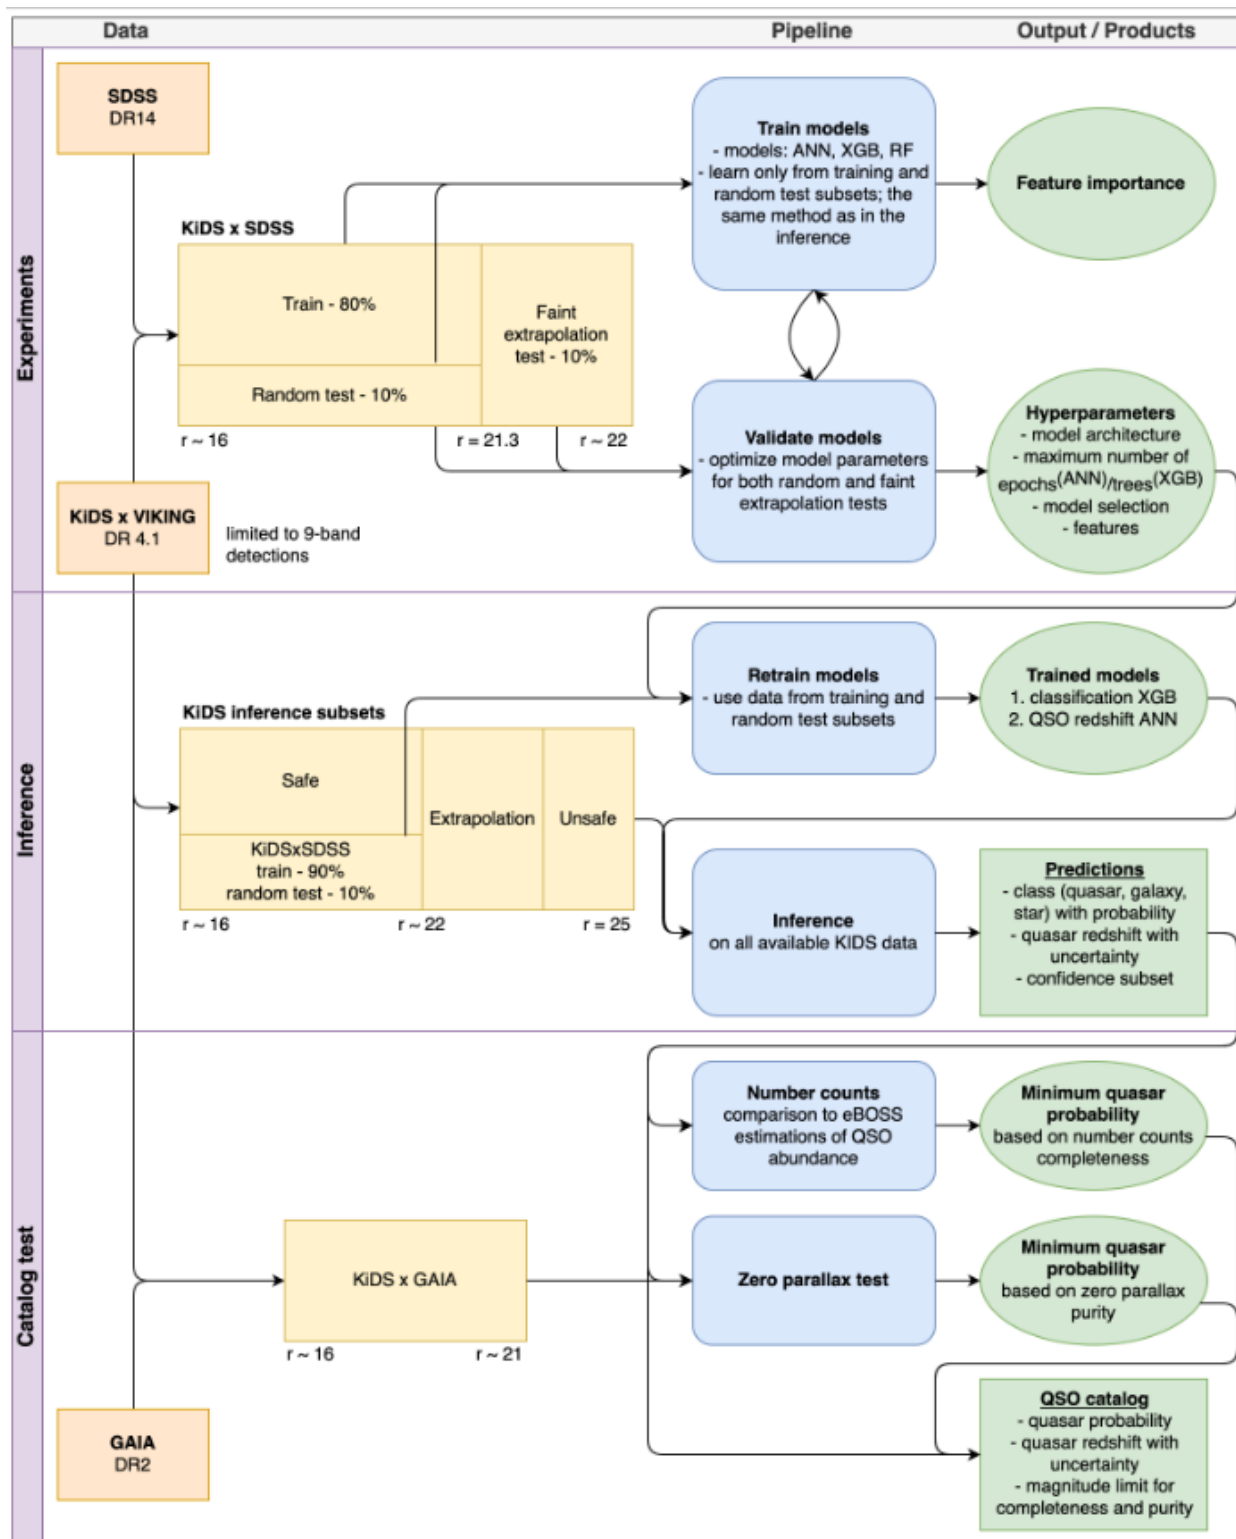 Data
Pipeline
Output / Products
Experiments
SDSS
DR14
KiDS x SDSS
Train - 80%
Random test - 10%
Faint
extrapolation
test - 10%
r ~ 16
r = 21.3
r ~ 22
KiDS x VIKING
DR 4.1
limited to 9-band
detections
Train models
- models: ANN, XGB, RF
- learn only from training and
random test subsets; the
same method as in the
inference
Feature importance
Validate models
- optimize model parameters
for both random and faint
extrapolation tests
Hyperparameters
- model architecture
- maximum number of
epochs(ANN)/trees(XGB)
- model selection
- features
Inference
KiDS inference subsets
Safe
KiDSxSDSS
train - 90%
random test - 10%
Extrapolation
Unsafe
r ~ 16
r ~ 22
r = 25
Retrain models
- use data from training and
random test subsets
Trained models
1. classification XGB
2. QSO redshift ANN
Inference
on all available KIDS data
Predictions
- class (quasar, galaxy,
star) with probability
- quasar redshift with
uncertainty
- confidence subset
Catalog test
Number counts
comparison to eBOSS
estimations of QSO
abundance
Minimum quasar
probability
based on number counts
completeness
KiDS x GAIA
r ~ 16
r ~ 21
Zero parallax test
Minimum quasar
probability
based on zero parallax
purity
GAIA
DR2
QSO catalog
- quasar probability
- quasar redshift with
uncertainty
- magnitude limit for
completeness and purity